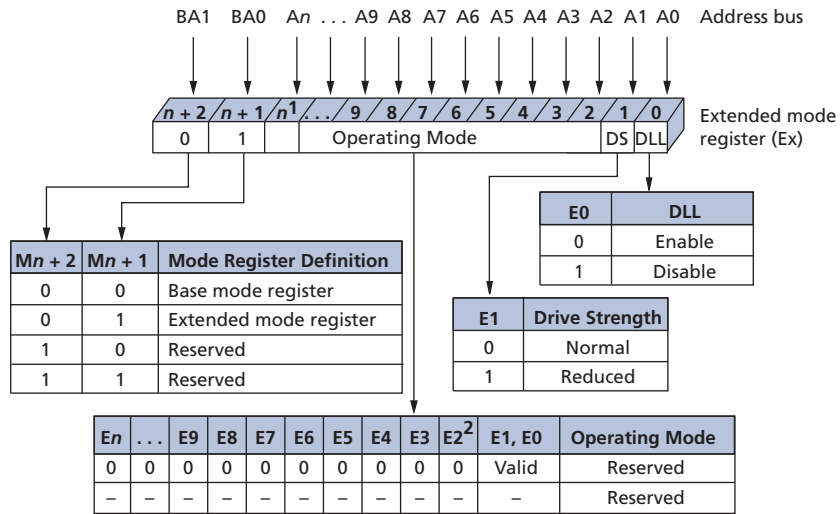 BA1 BA0 An . . . A9 A8 A7 A6 A5 A4 A3 A2 A1 A0 Address bus
n + 2 n + 1 n1 . . . 9 8 7 6 5 4 3 2 1 0
Extended mode
register (Ex)
0 1 Operating Mode DS DLL
E0 DLL
0 Enable
1 Disable
Mn + 2 Mn + 1 Mode Register Definition
0 0 Base mode register
0 1 Extended mode register
1 0 Reserved
1 1 Reserved
E1 Drive Strength
0 Normal
1 Reduced
En . . . E9 E8 E7 E6 E5 E4 E3 E2² E1, E0 Operating Mode
0 0 0 0 0 0 0 0 0 0 Valid Reserved
– – – – – – – – – – – Reserved